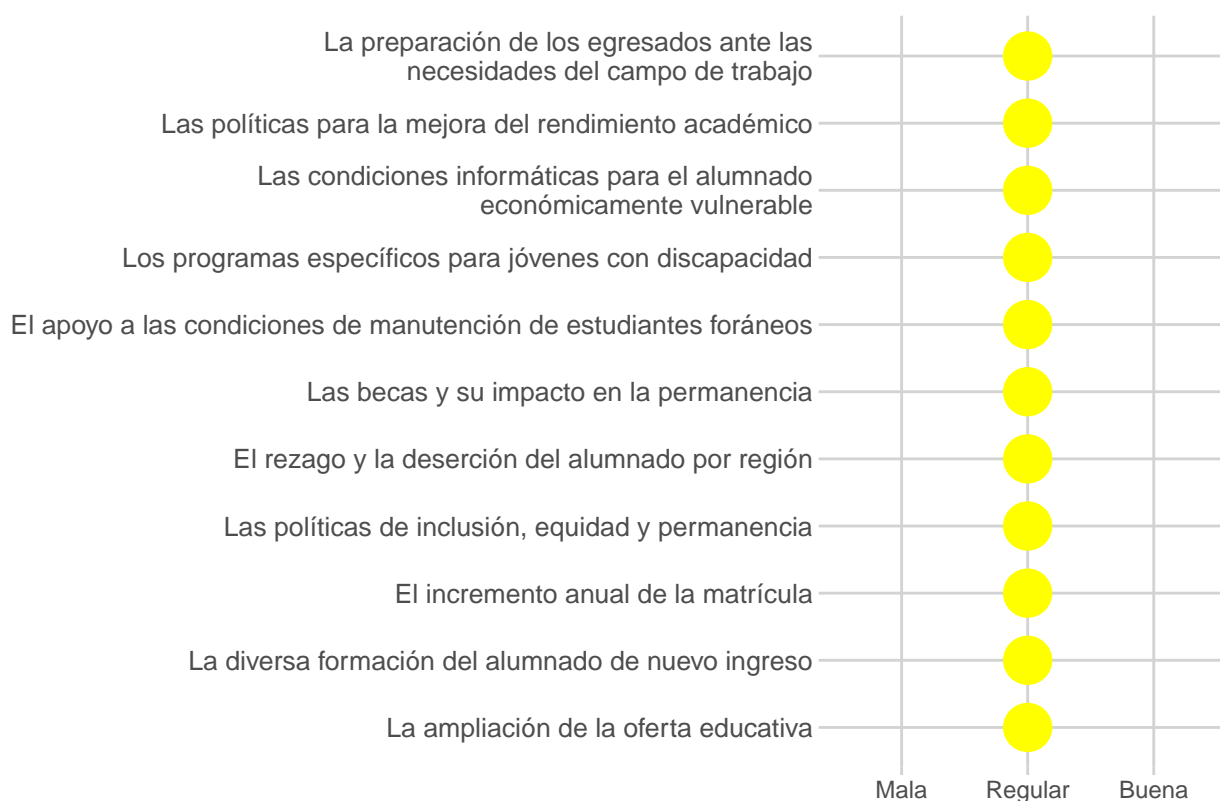 La preparación de los egresados ante las
necesidades del campo de trabajo
Las políticas para la mejora del rendimiento académico
Las condiciones informáticas para el alumnado
económicamente vulnerable
Los programas específicos para jóvenes con discapacidad
El apoyo a las condiciones de manutención de estudiantes foráneos
Las becas y su impacto en la permanencia
El rezago y la deserción del alumnado por región
Las políticas de inclusión, equidad y permanencia
El incremento anual de la matrícula
La diversa formación del alumnado de nuevo ingreso
La ampliación de la oferta educativa
Mala Regular Buena